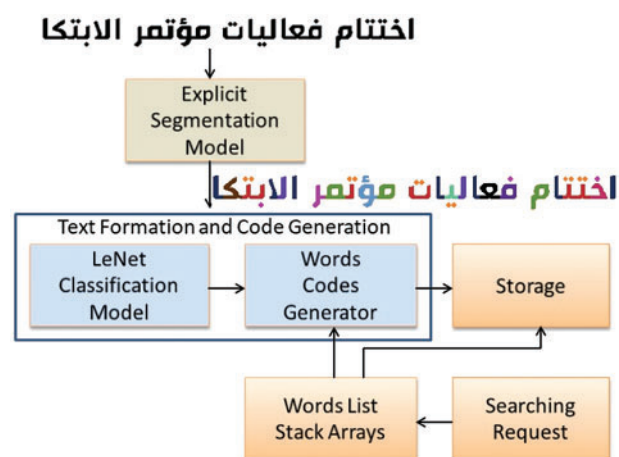 اختتام فعاليات مؤتمر الابتكا
Explicit
Segmentation
Model
اختتام فعاليات مؤتمر الابتكا
Text Formation and Code Generation
LeNet
Classification
Model
Words
Codes
Generator
Storage
Words List
Stack Arrays
Searching
Request